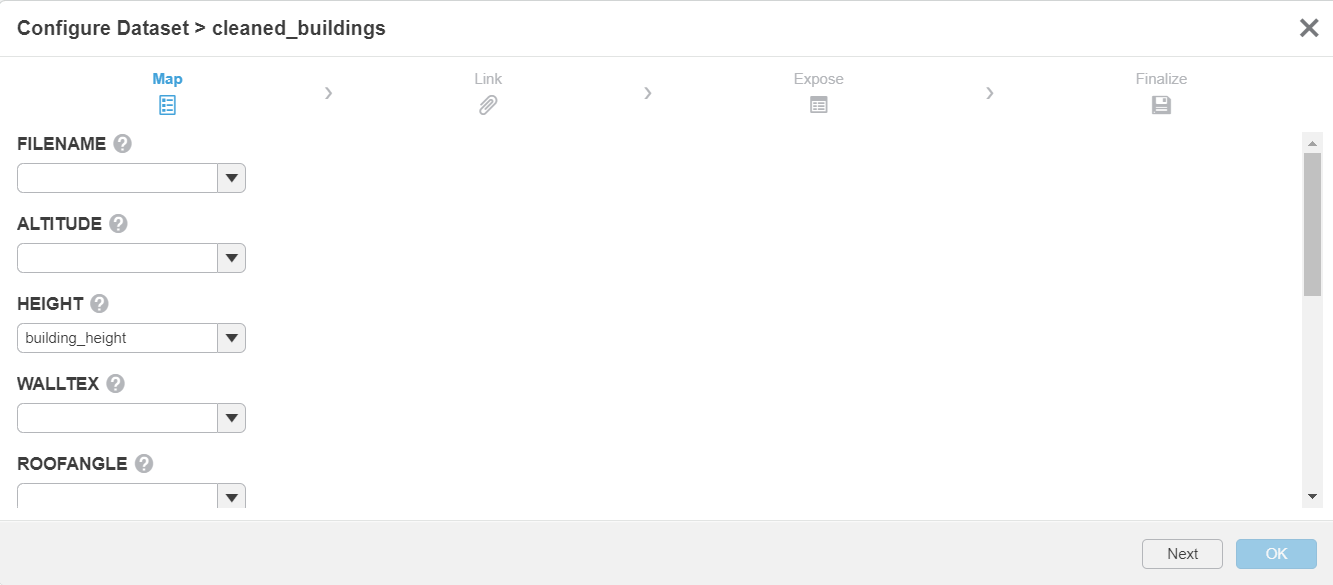 Configure Dataset > cleaned_buildings
Map
Link
Expose
Finalize
FILENAME
ALTITUDE
HEIGHT
building_height
WALLTEX
ROOFANGLE
Next
OK